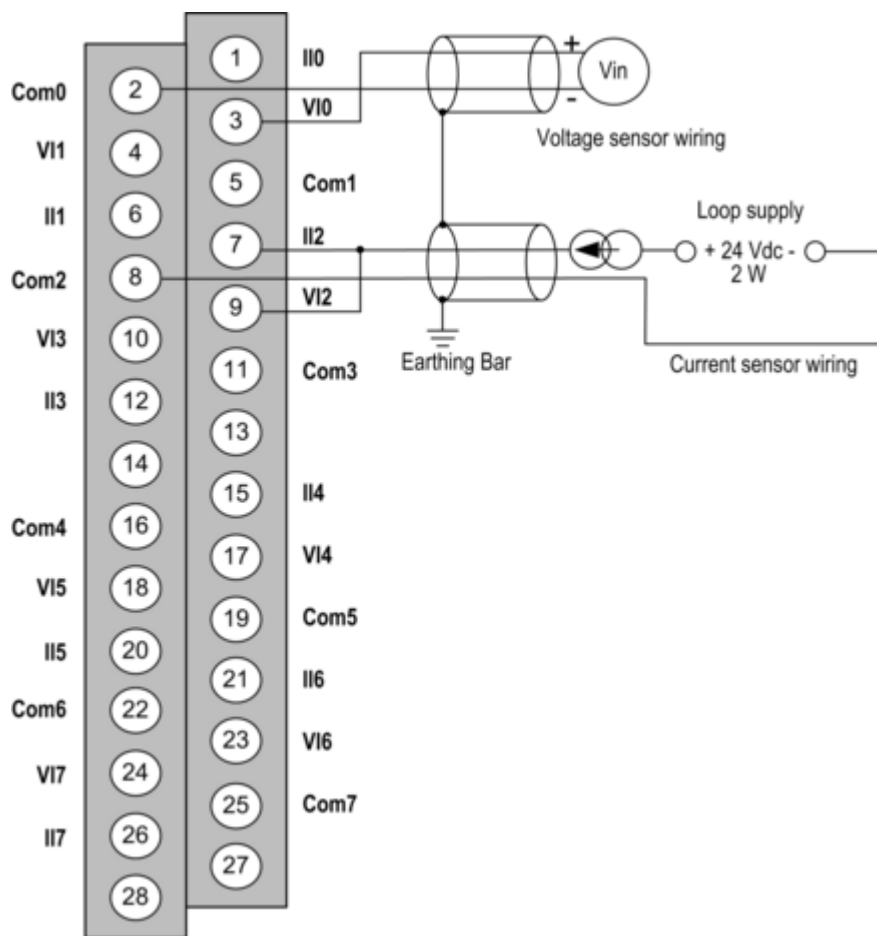 1 II0
Com0 2
3 VI0
+
Vin
-
Voltage sensor wiring
VI1 4
5 Com1
II1 6
7 II2
Loop supply
+ 24 Vdc -
2 W
Com2 8
9 VI2
Earthing Bar
Current sensor wiring
VI3 10
11 Com3
II3 12
13
14
15 II4
Com4 16
17 VI4
VI5 18
19 Com5
II5 20
21 II6
Com6 22
23 VI6
VI7 24
25 Com7
II7 26
27
28